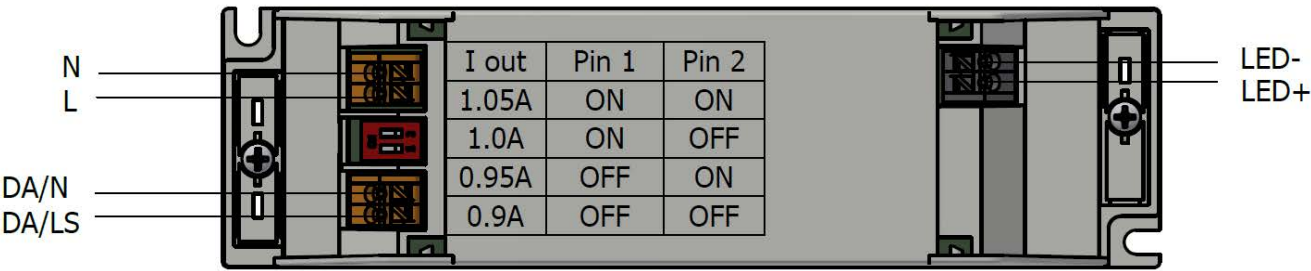 N
L
DA/N
DA/LS
I out Pin 1 Pin 2
1.05A ON ON
1.0A ON OFF
0.95A OFF ON
0.9A OFF OFF
LED-
LED+